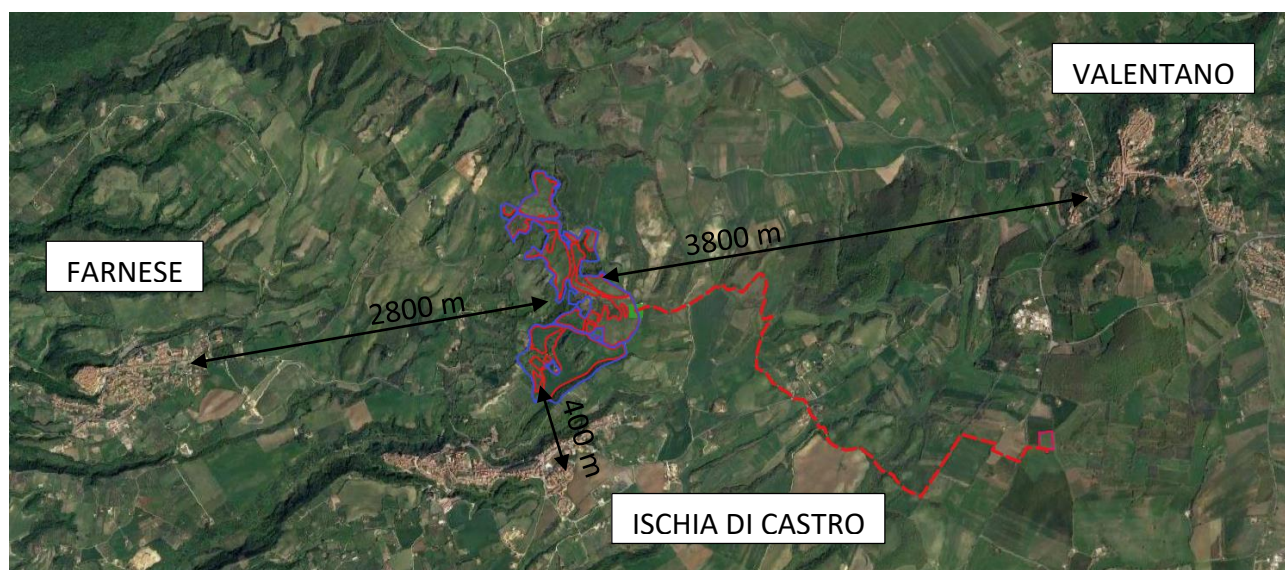 VALENTANO
3800 m
FARNESE
2800 m
400 m
ISCHIA DI CASTRO